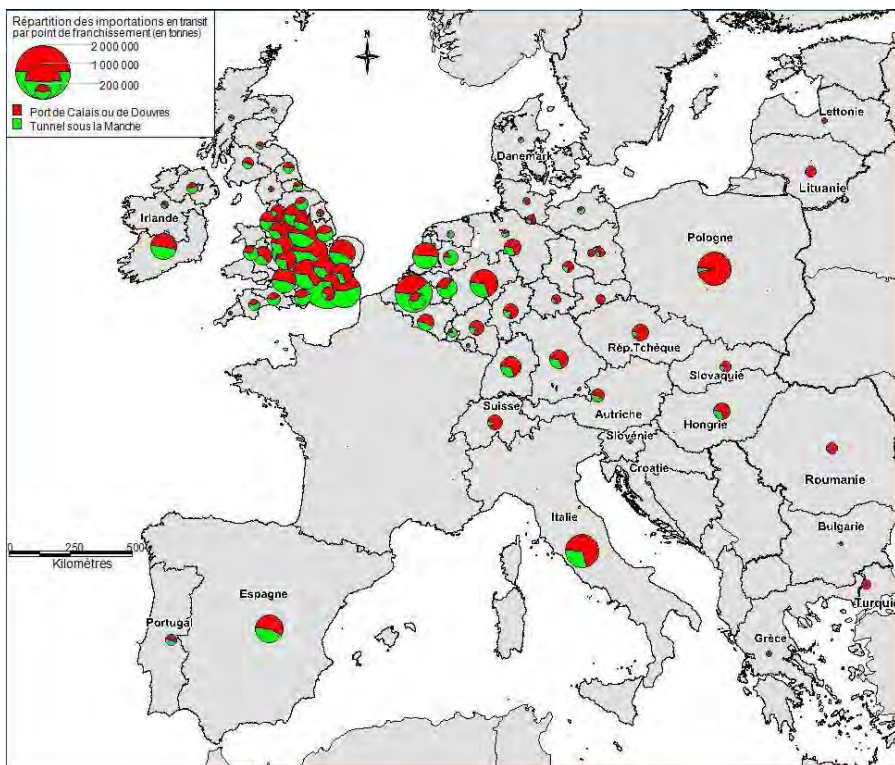 Répartition des importations en transit
par point de franchissement (en tonnes)
2 000 000
1 000 000
200 000
Port de Calais ou de Douvres
Tunnel sous la Manche
N
Lettonie
Danemark
Lituanie
Irlande
Pologne
Rép.Tchèque
Slovaquie
Suisse
Autriche
Hongrie
Slovénie
Croatie
Roumanie
Italie
Bulgarie
0 250 500
Kilomètres
Espagne
Portugal
Turquie
Grèce